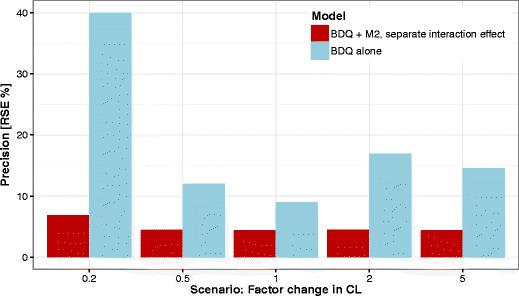 Model
BDQ + M2, separate interaction effect
BDQ alone
Precision [RSE %]
40
30
20
10
0
0.2
0.5
1
2
5
Scenario: Factor change in CL